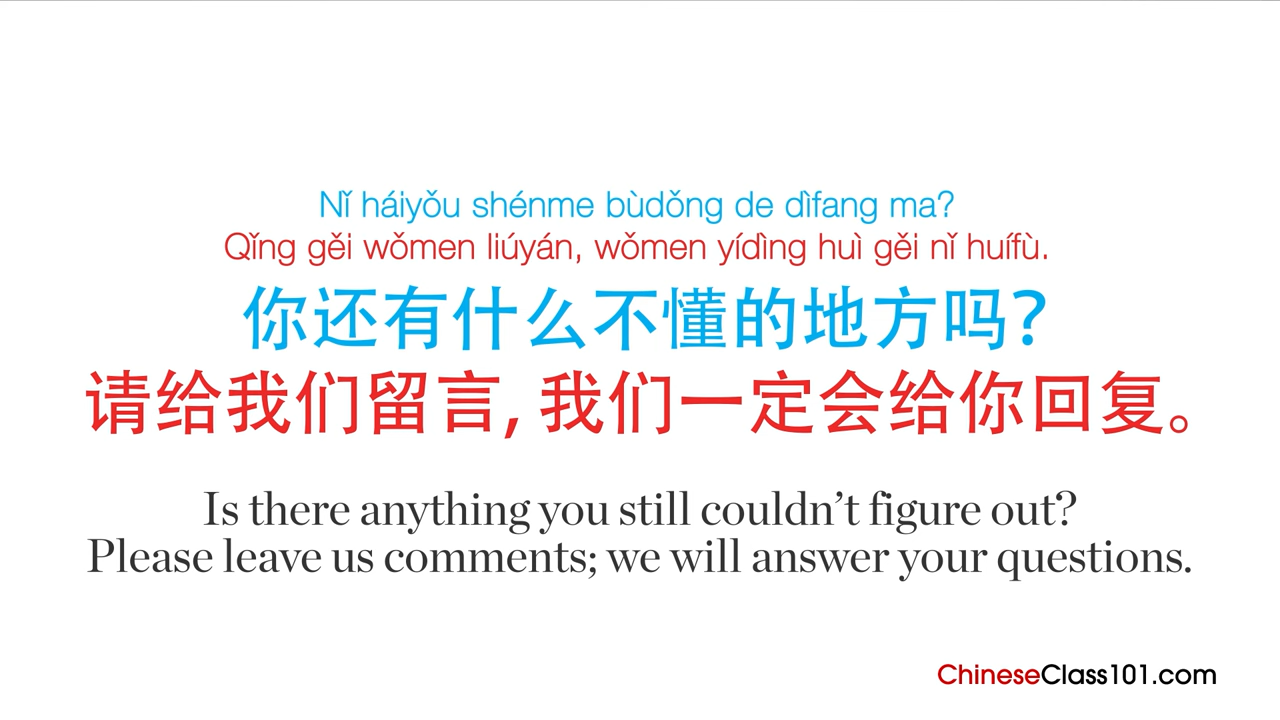 Nǐ háiyǒu shénme bùdǒng de dìfang ma?
Qǐng gěi wǒmen liúyán, wǒmen yídìng huì gěi nǐ huífù.
你还有什么不懂的地方吗?
请给我们留言, 我们一定会给你回复。
Is there anything you still couldn’t figure out?
Please leave us comments; we will answer your questions.
ChineseClass101.com